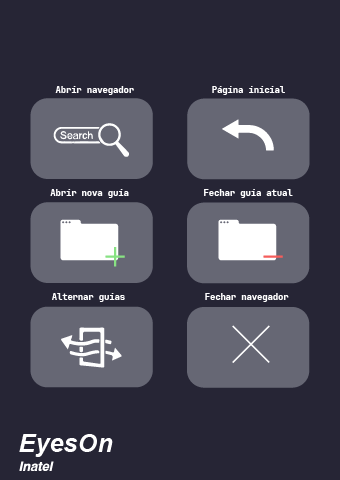 Abrir navegador
Página inicial
Search
Abrir nova guia
Fechar guia atual
Alternar guias
Fechar navegador
EyesOn
Inatel